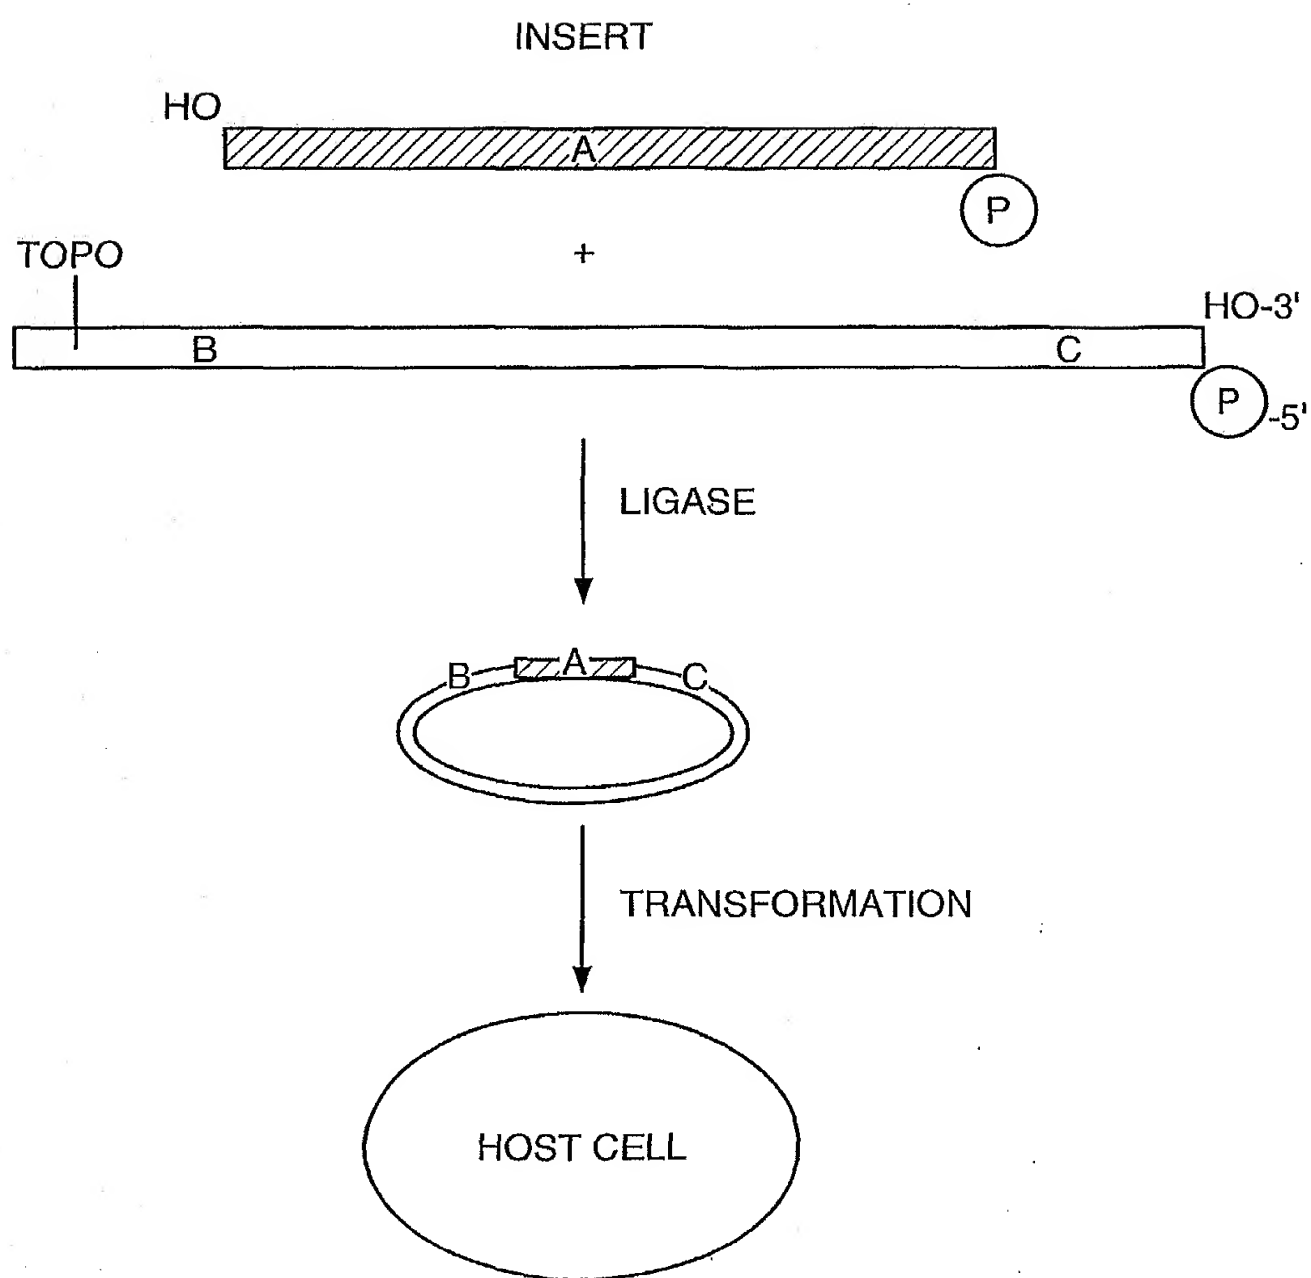 INSERT
HO
A
P
TOPO
+
HO-3'
B
C
P -5'
LIGASE
B
A
C
TRANSFORMATION
HOST CELL